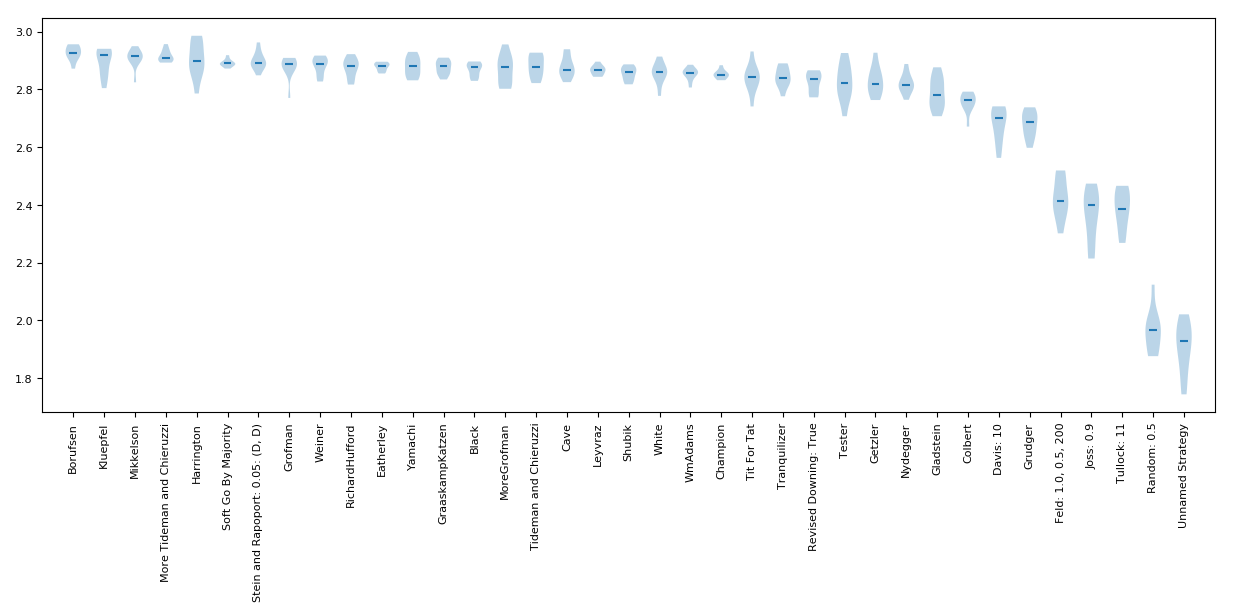 3.0
2.8
2.6
2.4
2.2
2.0
1.8
Borufsen
Kluepfel
Mikkelson
More Tideman and Chieruzzi
Harrington
Soft Go By Majority
Stein and Rapoport: 0.05: (D, D)
Grofman
Weiner
RichardHufford
Eatherley
Yamachi
GraaskampKatzen
Black
MoreGrofman
Tideman and Chieruzzi
Cave
Leyvraz
Shubik
White
WmAdams
Champion
Tit For Tat
Tranquilizer
Revised Downing: True
Tester
Getzler
Nydegger
Gladstein
Colbert
Davis: 10
Grudger
Feld: 1.0, 0.5, 200
Joss: 0.9
Tullock: 11
Random: 0.5
Unnamed Strategy